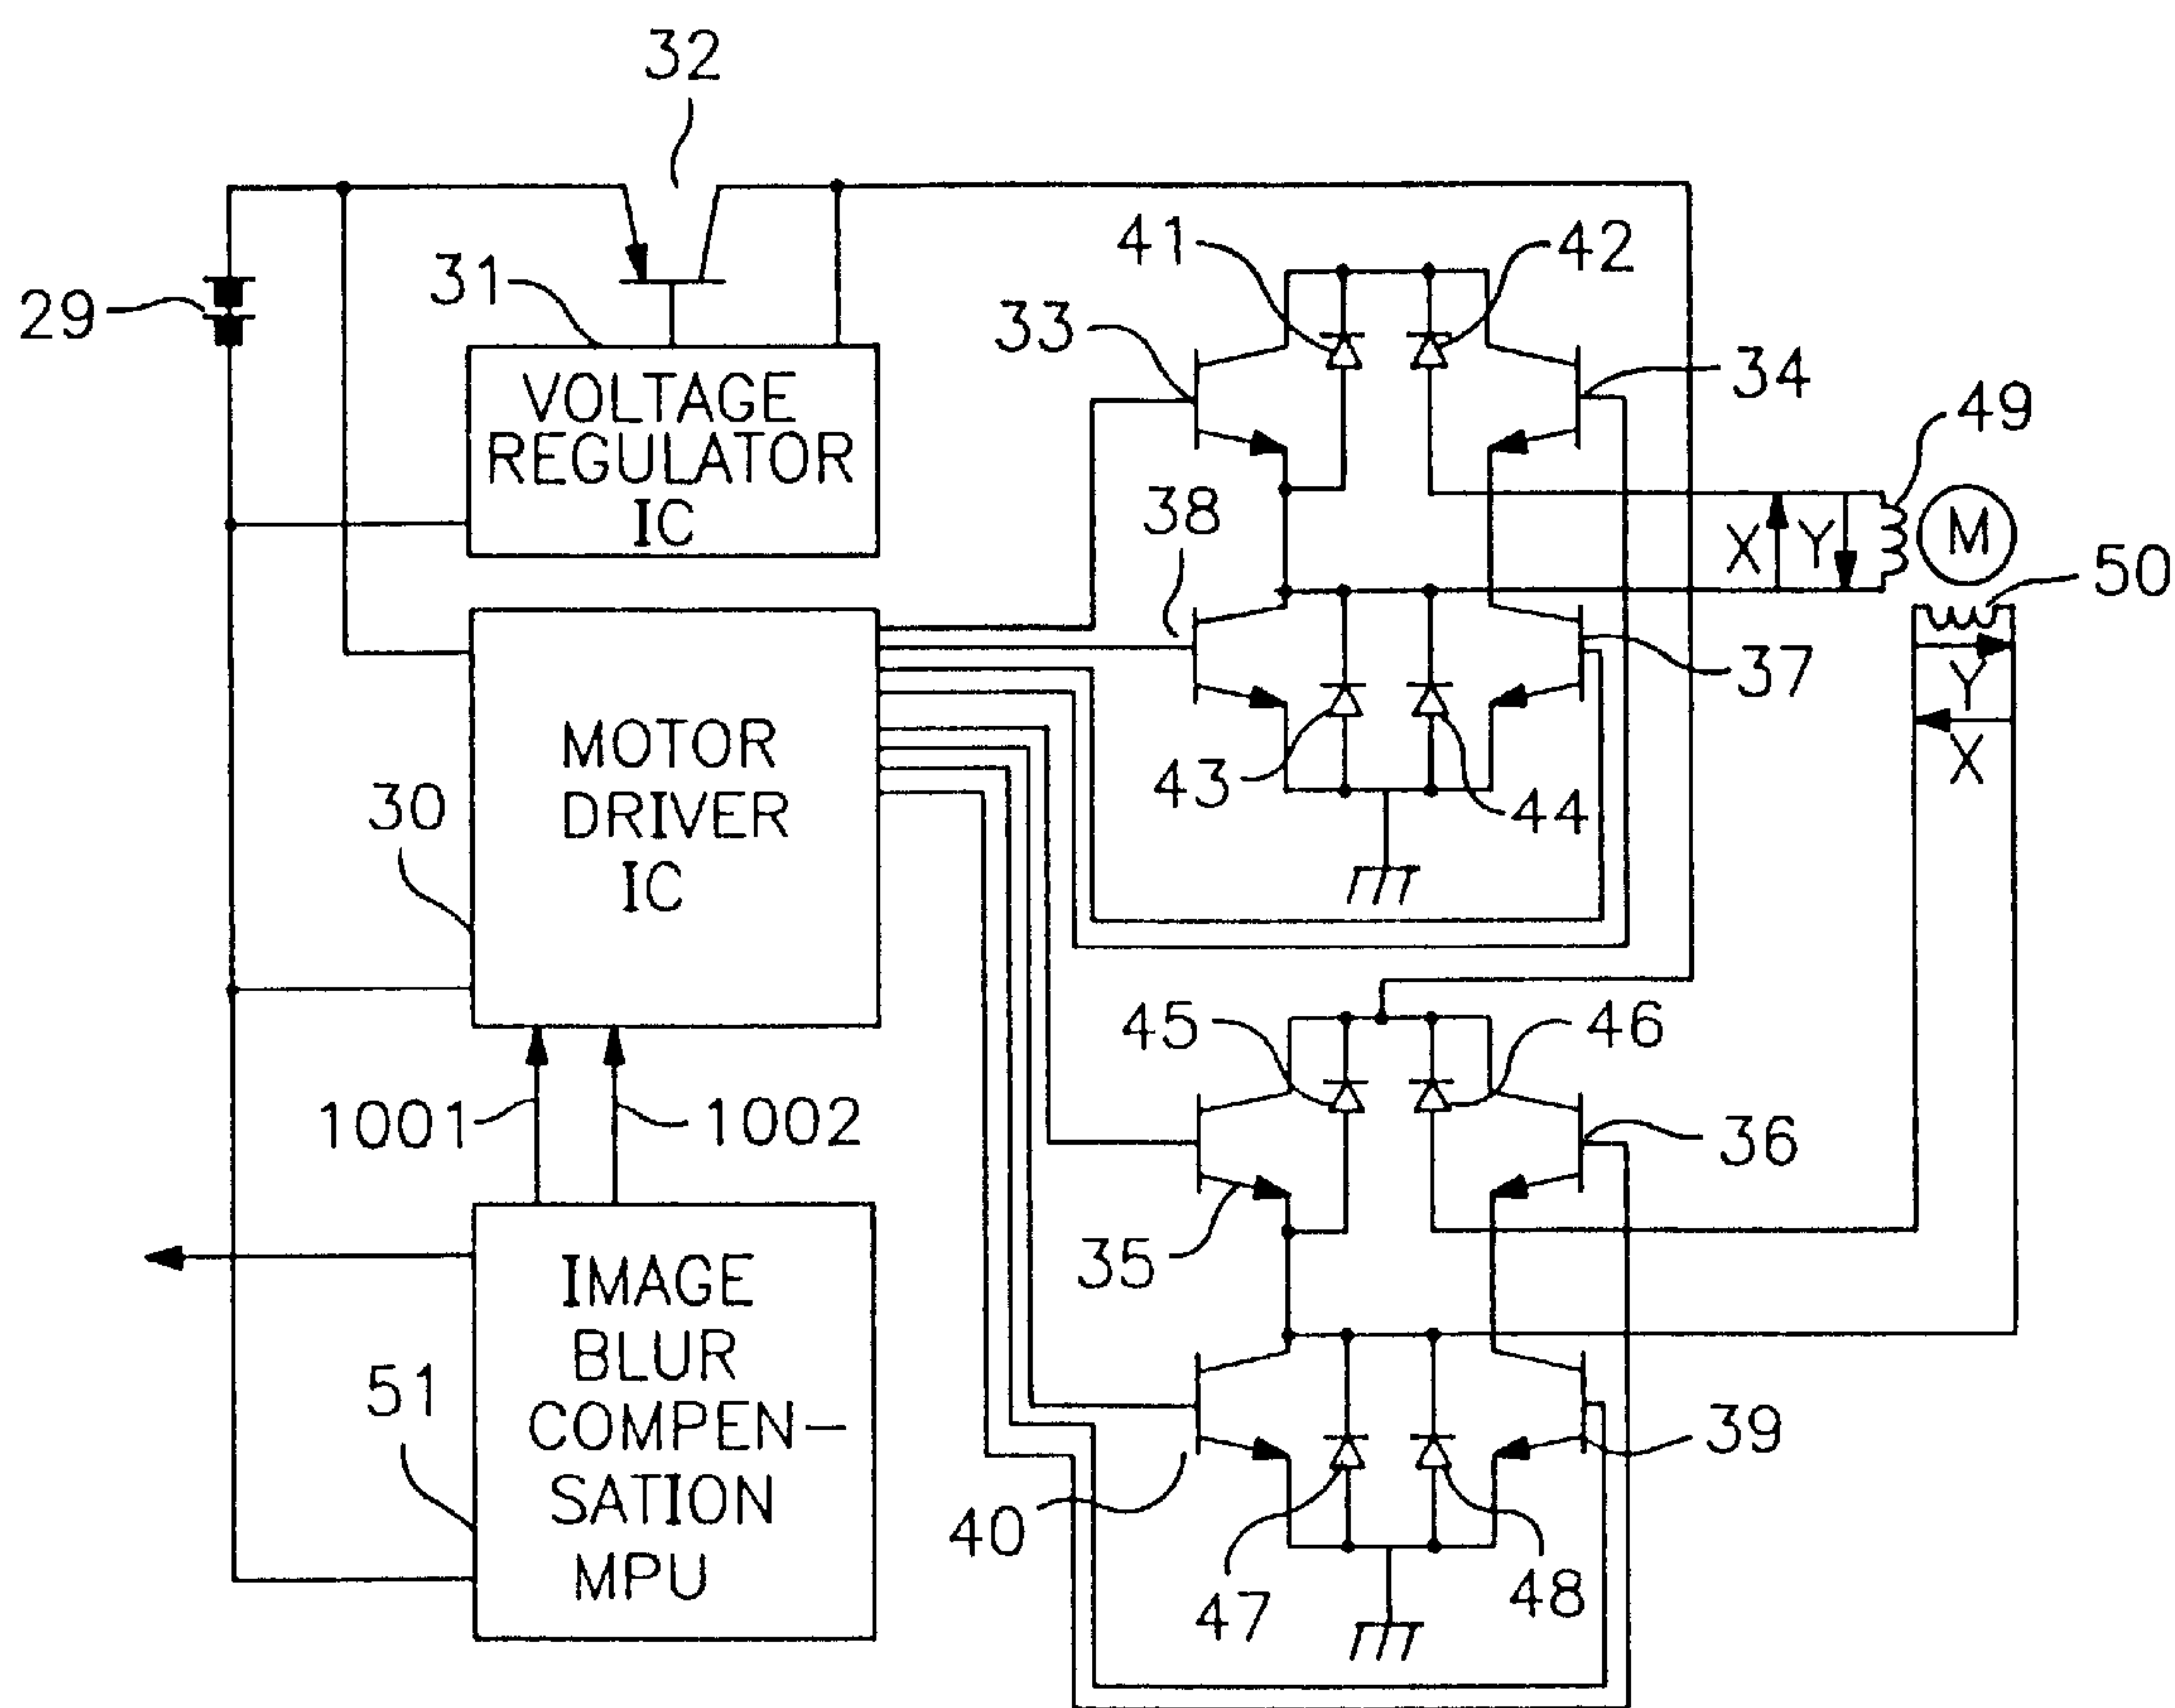 32
41
42
31
33
29
34
VOLTAGE
REGULATOR
IC
49
38
X
Y
M
50
37
Y
MOTOR
DRIVER
IC
X
43
44
30
45
46
1001
1002
36
35
IMAGE
BLUR
COMPEN-
SATION
MPU
51
39
40
47
48